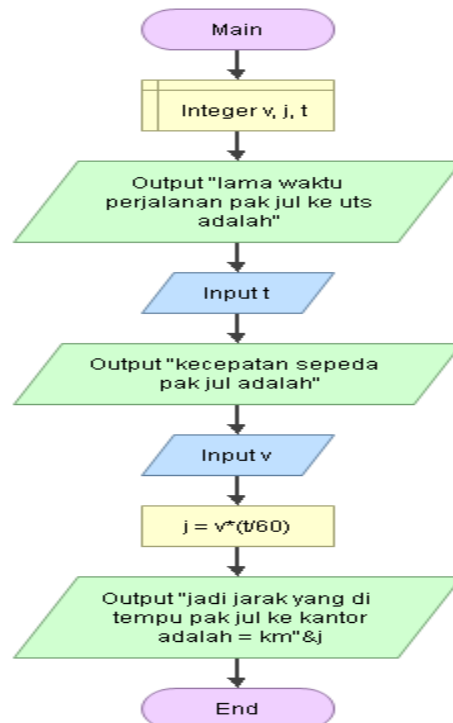 Main
Integer v, j, t
Output "lama waktu
perjalanan pak jul ke uts
adalah"
Input t
Output "kecepatan sepeda
pak jul adalah"
Input v
j = v*(t/60)
Output "jadi jarak yang di
tempu pak jul ke kantor
adalah = km"&j
End